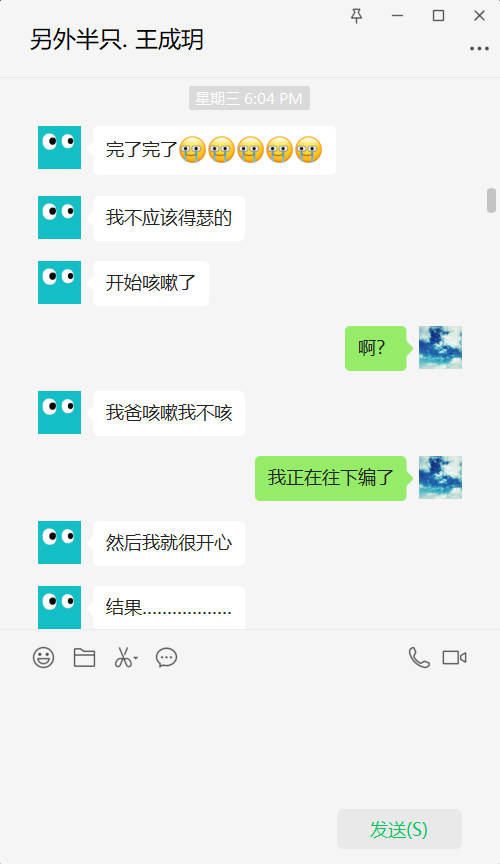 另外半只. 王成玥
星期三 6:04 PM
完了完了😭😭😭😭😭
我不应该得瑟的
开始咳嗽了
啊?
我爸咳嗽我不咳
我正在往下编了
然后我就很开心
结果..................
发送(S)